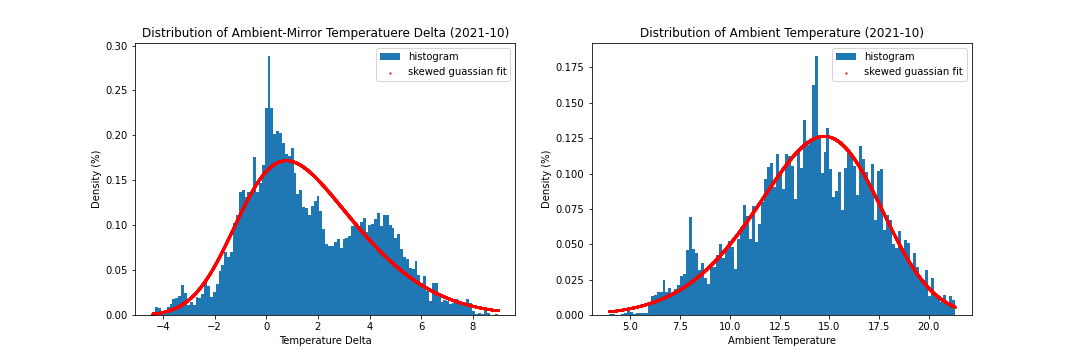 Distribution of Ambient-Mirror Temperatuere Delta (2021-10)
histogram
skewed guassian fit
Density (%)
0.30
0.25
0.20
0.15
0.10
0.05
0.00
−4
−2
0
2
4
6
8
Temperature Delta
Distribution of Ambient Temperature (2021-10)
histogram
skewed guassian fit
Density (%)
0.175
0.150
0.125
0.100
0.075
0.050
0.025
0.000
5.0
7.5
10.0
12.5
15.0
17.5
20.0
Ambient Temperature